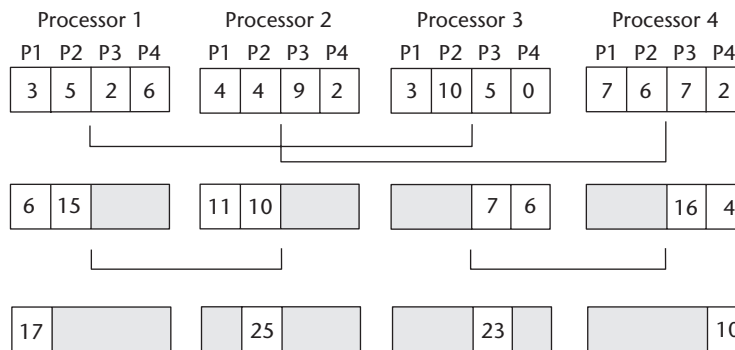 Processor 1 Processor 2 Processor 3 Processor 4
P1 P2 P3 P4 P1 P2 P3 P4 P1 P2 P3 P4 P1 P2 P3 P4
3 5 2 6 4 4 9 2 3 10 5 0 7 6 7 2
6 15 11 10 7 6 16 4
17 25 23 10